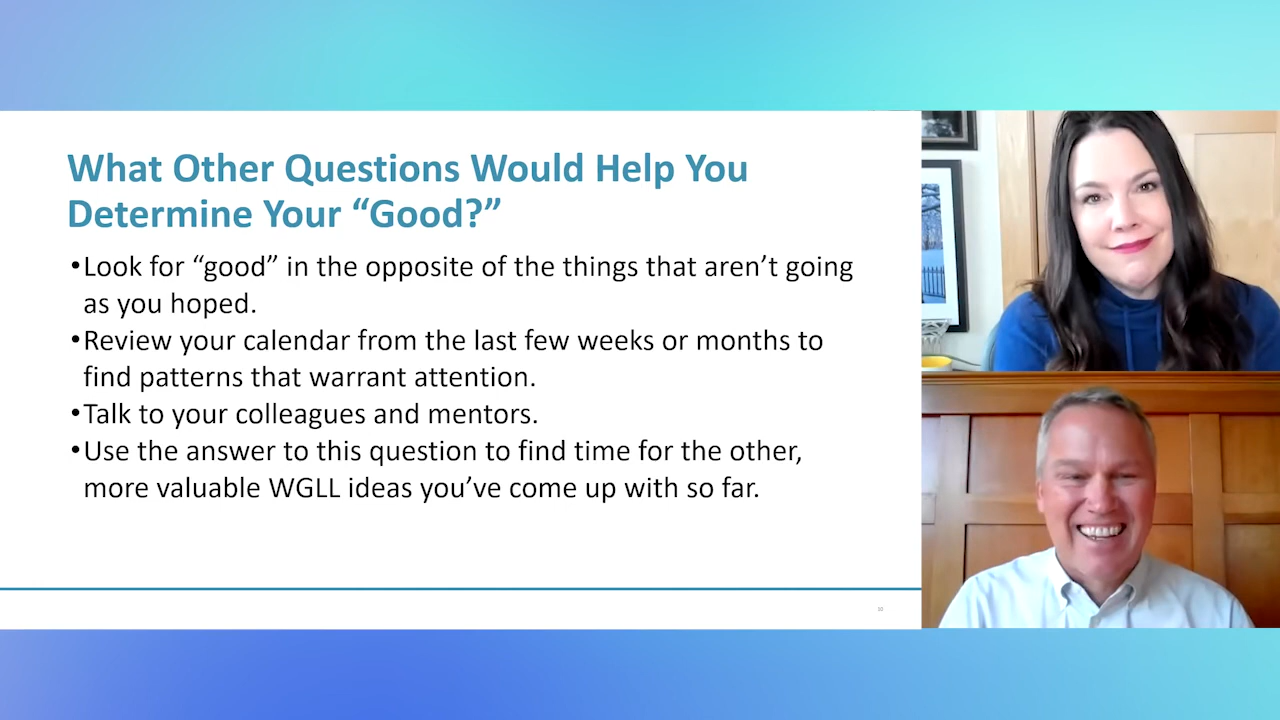 What Other Questions Would Help You
Determine Your “Good?”
•Look for “good” in the opposite of the things that aren’t going
as you hoped.
•Review your calendar from the last few weeks or months to
find patterns that warrant attention.
•Talk to your colleagues and mentors.
•Use the answer to this question to find time for the other,
more valuable WGLL ideas you’ve come up with so far.